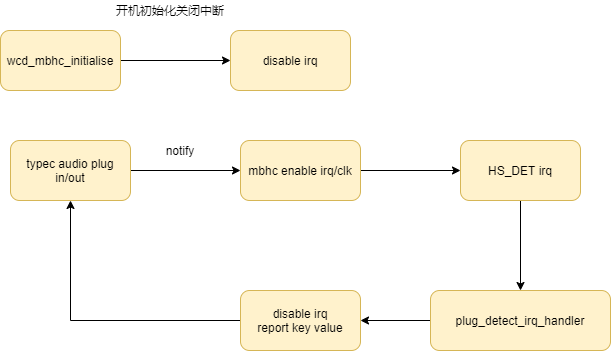 开机初始化关闭中断
wcd_mbhc_initialise
disable irq
typec audio plug
in/out
notify
mbhc enable irq/clk
HS_DET irq
disable irq
report key value
plug_detect_irq_handler